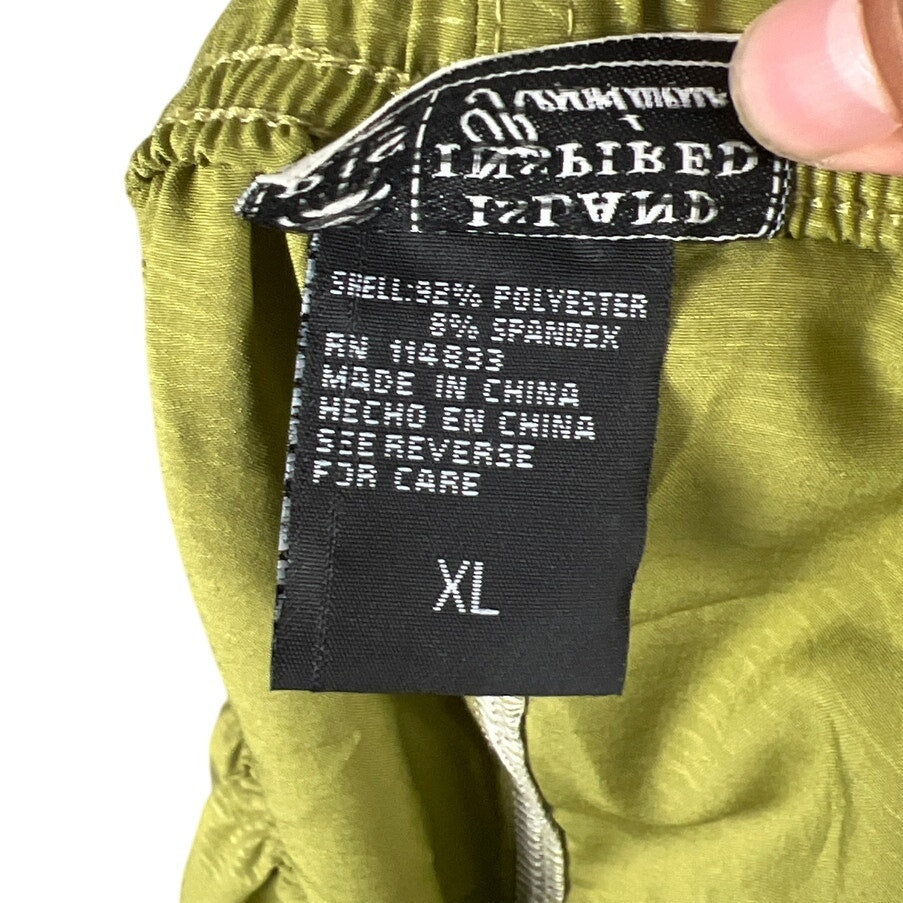 INSPIRED
ISLAND
SHELL:92% POLYESTER
8% SPANDEX
RN 114833
MADE IN CHINA
HECHO EN CHINA
SEE REVERSE
FOR CARE
XL